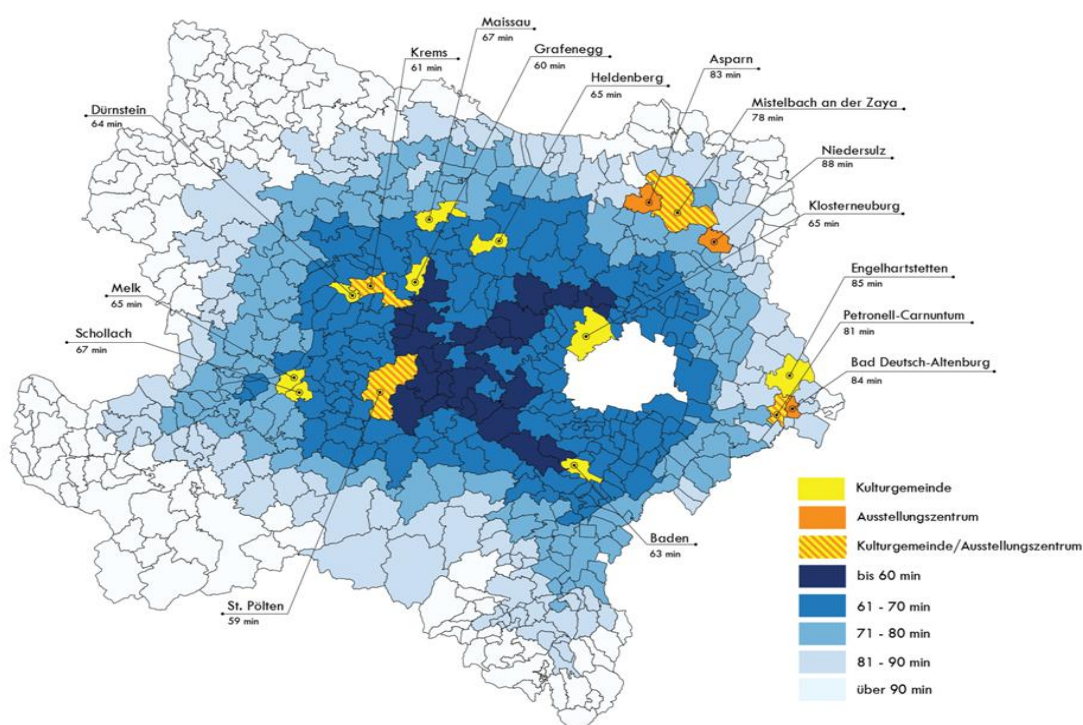 Maissau
67 min
Grafenegg
60 min
Krems
61 min
Heldenberg
65 min
Asparn
83 min
Mistelbach an der Zaya
78 min
Dürnstein
64 min
Niedersulz
88 min
Klosterneuburg
65 min
Engelhartstetten
85 min
Melk
65 min
Petronell-Carnuntum
81 min
Schollach
67 min
Bad Deutsch-Altenburg
84 min
Baden
63 min
St. Pölten
59 min
Kulturgemeinde
Ausstellungszentrum
Kulturgemeinde/Ausstellungszentrum
bis 60 min
61 - 70 min
71 - 80 min
81 - 90 min
über 90 min